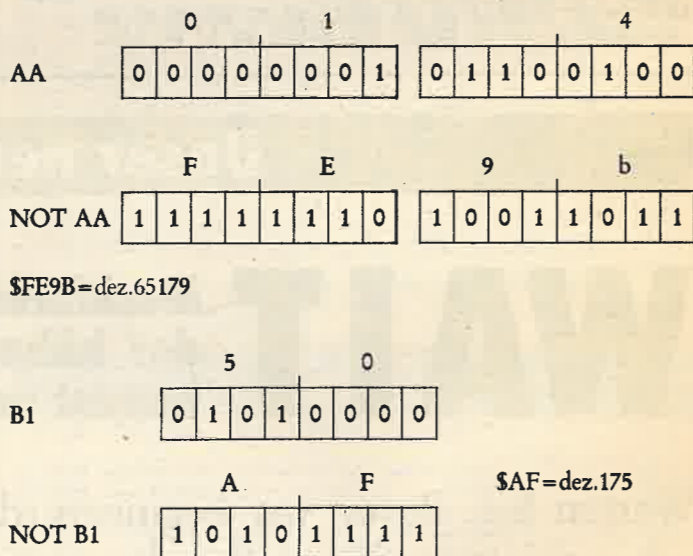 0 1 4
AA 0 0 0 0 0 0 0 1 0 1 1 0 0 1 0 0
F E 9 b
NOT AA 1 1 1 1 1 1 1 0 1 0 0 1 1 0 1 1
$FE9B=dez.65179
5 0
B1 0 1 0 1 0 0 0 0
A F $AF=dez.175
NOT B1 1 0 1 0 1 1 1 1